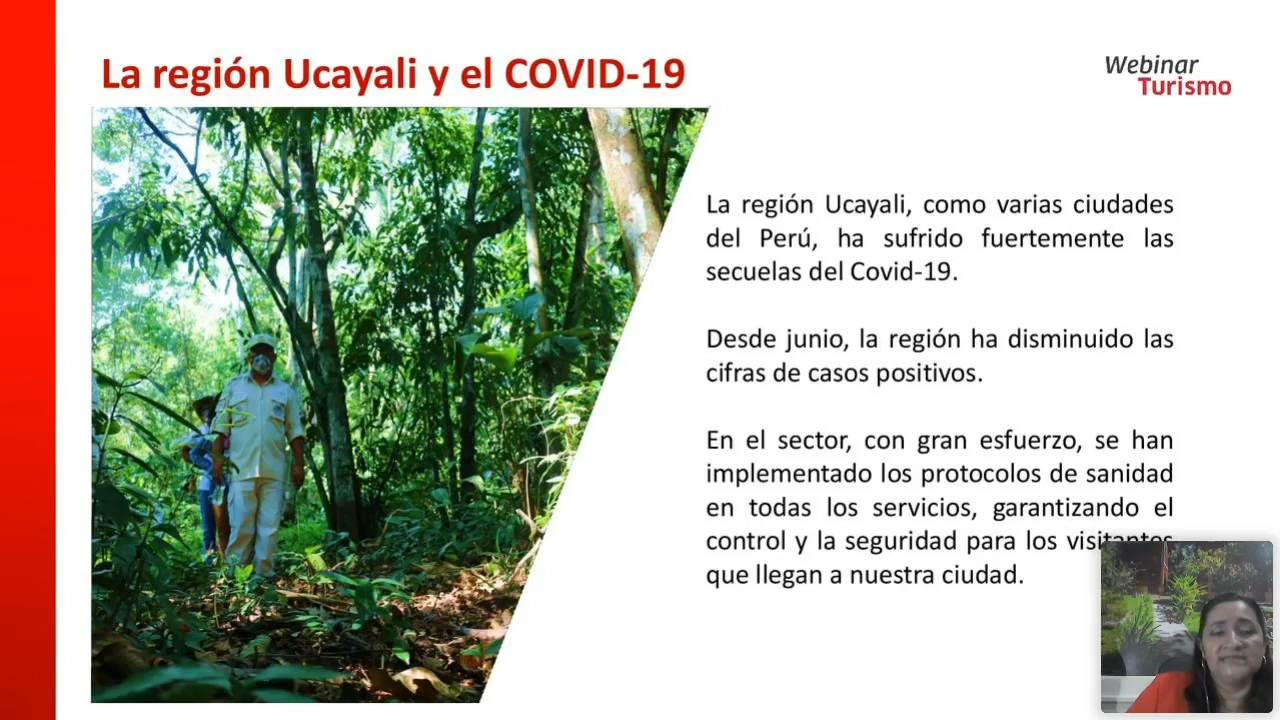 La región Ucayali y el COVID-19
Webinar
Turismo
La región Ucayali, como varias ciudades
del Perú, ha sufrido fuertemente las
secuelas del Covid-19.
Desde junio, la región ha disminuido las
cifras de casos positivos.
En el sector, con gran esfuerzo, se han
implementado los protocolos de sanidad
en todas los servicios, garantizando el
control y la seguridad para los visitantes
que llegan a nuestra ciudad.